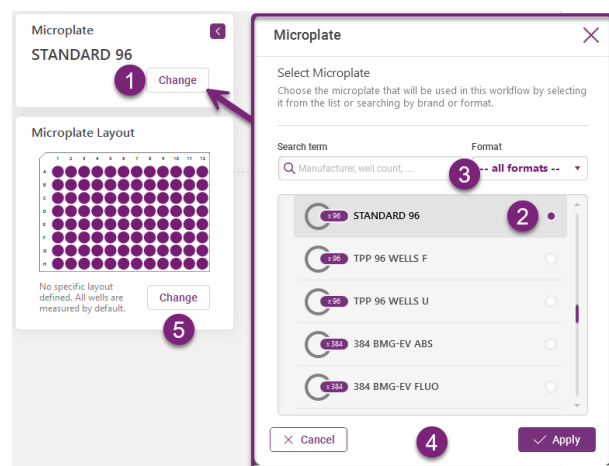 Microplate
STANDARD 96
1
Change
Microplate Layout
1 2 3 4 5 6 7 8 9 10 11 12
A
B
C
D
E
F
G
H
No specific layout
defined. All wells are
measured by default.
Change
5
Microplate
Select Microplate
Choose the microplate that will be used in this workflow by selecting
it from the list or searching by brand or format.
Search term Format
Manufacturer, well count, ... 3 -- all formats --
x 96 STANDARD 96 2
x 96 TPP 96 WELLS F
x 96 TPP 96 WELLS U
x 384 384 BMG-EV ABS
x 384 384 BMG-EV FLUO
Cancel 4 Apply